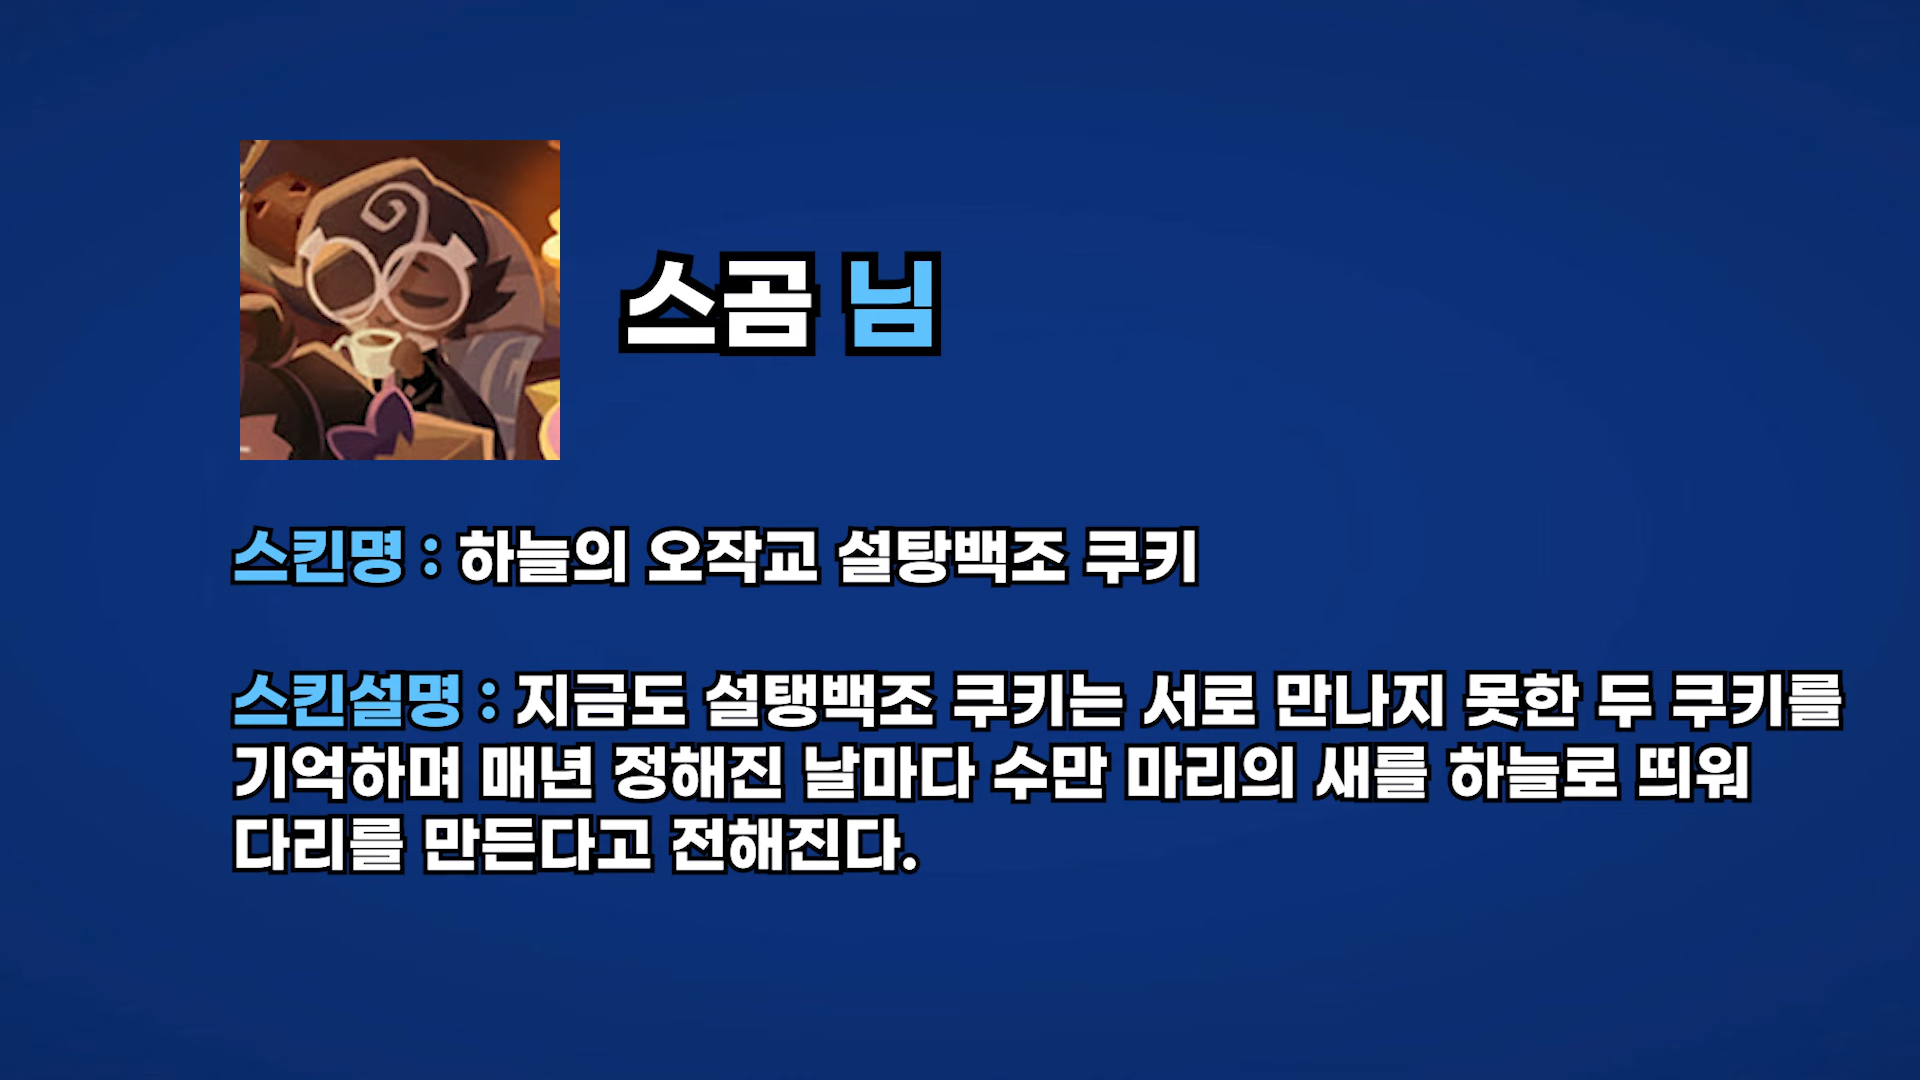 스곰 님
스킨명 : 하늘의 오작교 설탕백조 쿠키
스킨설명 : 지금도 설탱백조 쿠키는 서로 만나지 못한 두 쿠키를
기억하며 매년 정해진 날마다 수만 마리의 새를 하늘로 띄워
다리를 만든다고 전해진다.